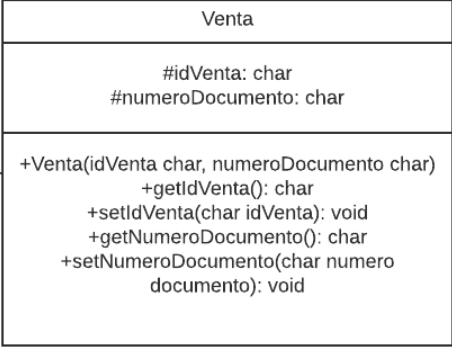 Venta
#idVenta: char
#numeroDocumento: char
+Venta(idVenta char, numeroDocumento char)
+getIdVenta(): char
+setIdVenta(char idVenta): void
+getNumeroDocumento(): char
+setNumeroDocumento(char numero
documento): void